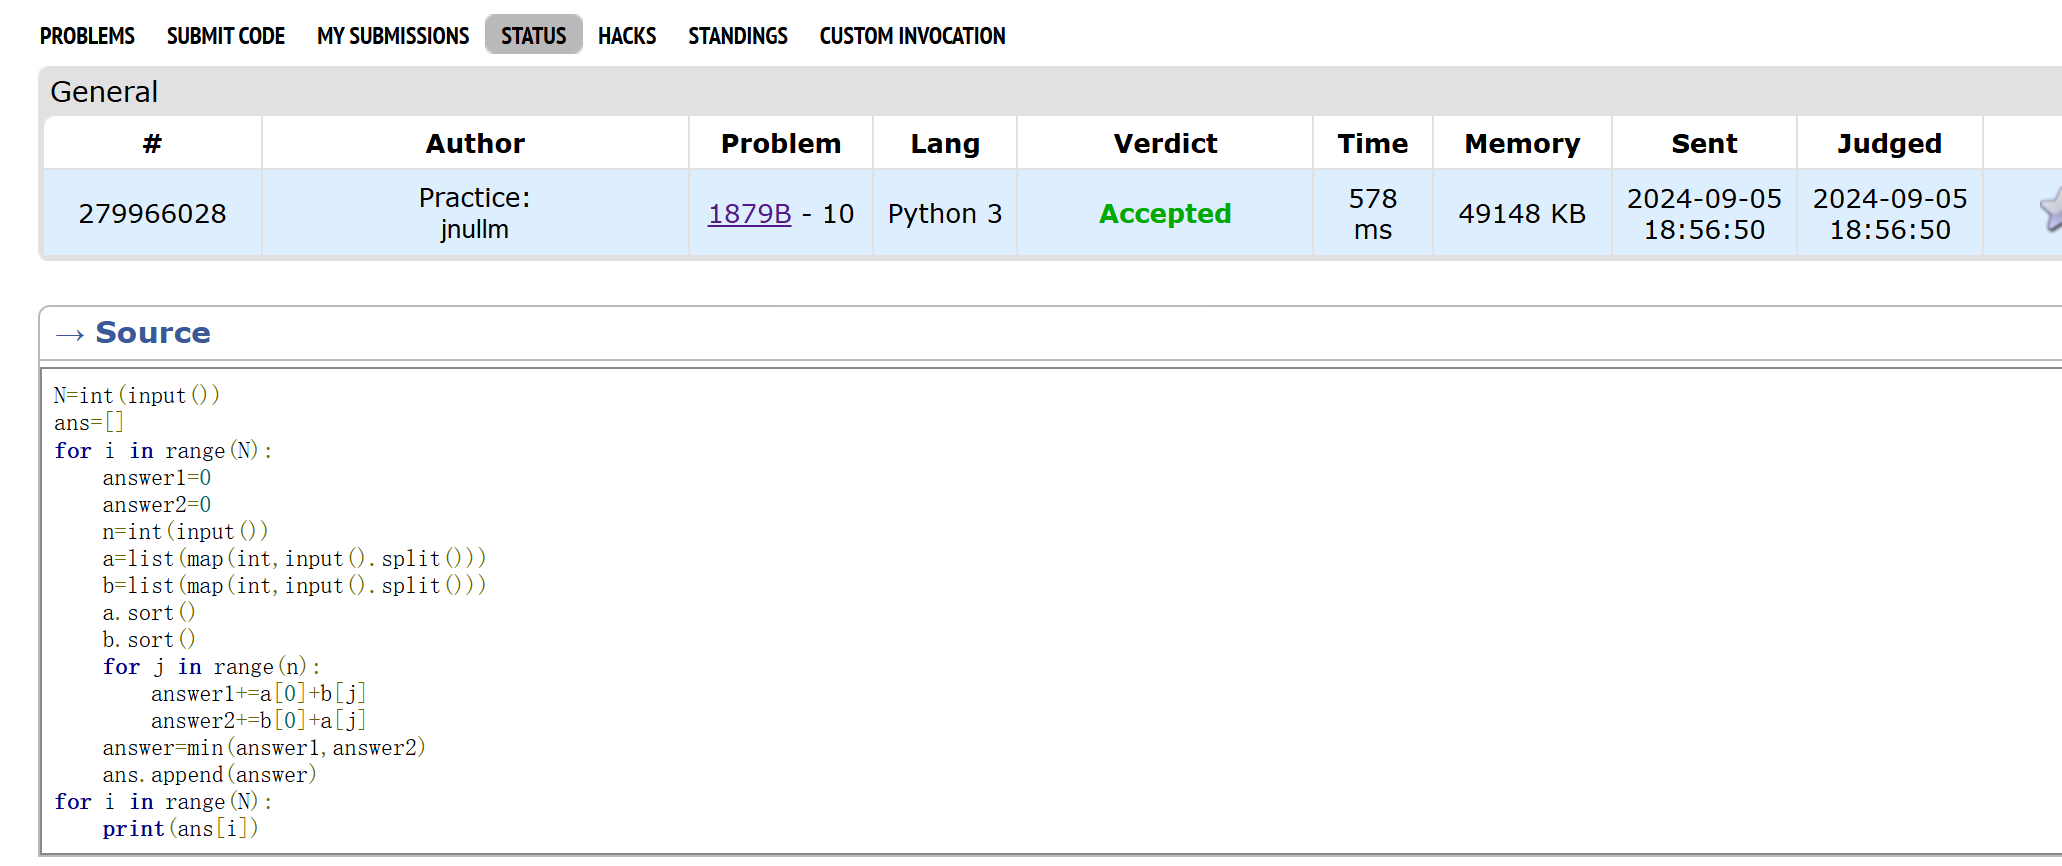 PROBLEMS SUBMIT CODE MY SUBMISSIONS STATUS HACKS STANDINGS CUSTOM INVOCATION
General
# Author Problem Lang Verdict Time Memory Sent Judged
279966028 Practice: jnullm 1879B - 10 Python 3 Accepted 578 ms 49148 KB 2024-09-05 18:56:50 2024-09-05 18:56:50
→ Source
N=int(input())
ans=[]
for i in range(N):
    answer1=0
    answer2=0
    n=int(input())
    a=list(map(int,input().split()))
    b=list(map(int,input().split()))
    a.sort()
    b.sort()
    for j in range(n):
        answer1+=a[0]+b[j]
        answer2+=b[0]+a[j]
    answer=min(answer1,answer2)
    ans.append(answer)
for i in range(N):
    print(ans[i])